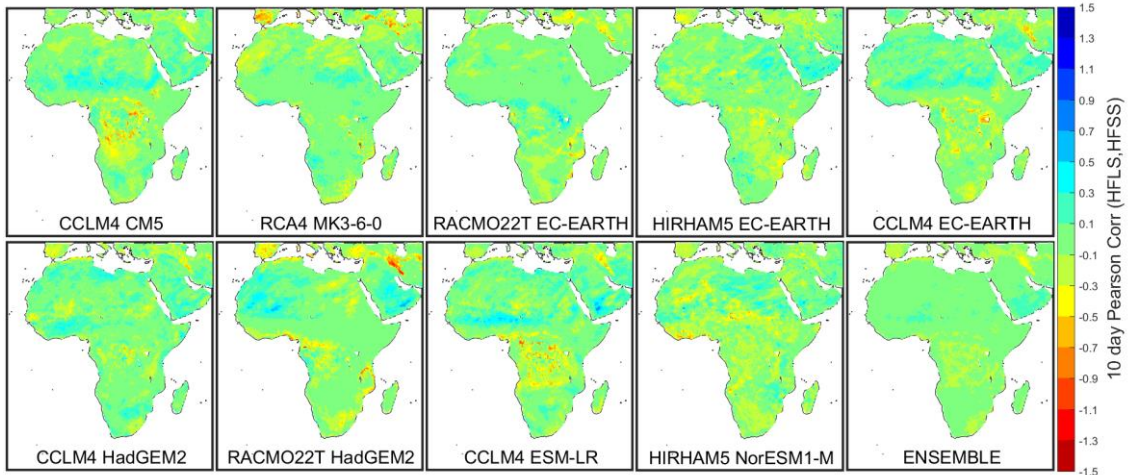 CCLM4 CM5
RCA4 MK3-6-0
RACMO22T EC-EARTH
HIRHAM5 EC-EARTH
CCLM4 EC-EARTH
CCLM4 HadGEM2
RACMO22T HadGEM2
CCLM4 ESM-LR
HIRHAM5 NorESM1-M
ENSEMBLE
1.5
1.3
1.1
0.9
0.7
0.5
0.3
0.1
-0.1
-0.3
-0.5
-0.7
-0.9
-1.1
-1.3
-1.5
10 day Pearson Corr (HFLS,HFSS)